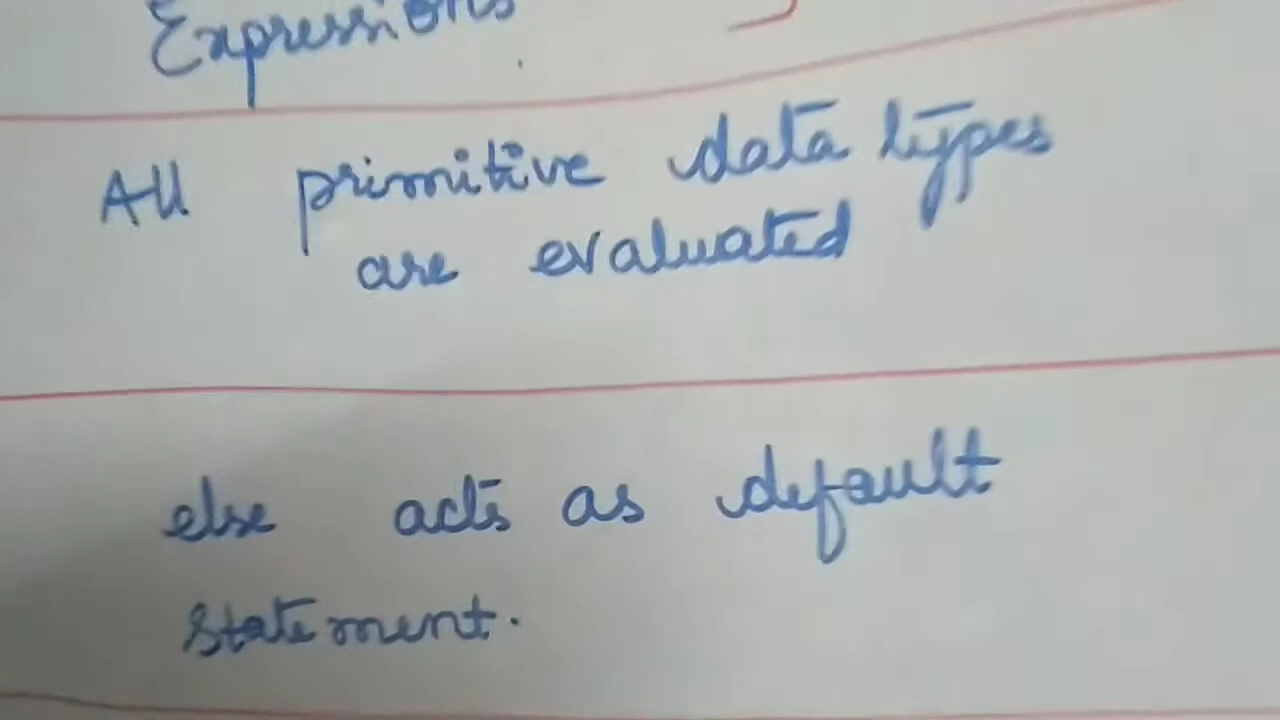 Expressions
All primitive data types
are evaluated
else acts as default
statement.